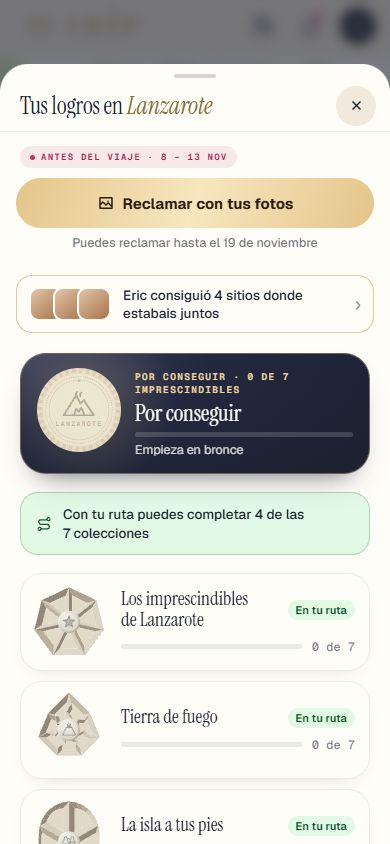 Tus logros en Lanzarote
ANTES DEL VIAJE · 8 – 13 NOV
Reclamar con tus fotos
Puedes reclamar hasta el 19 de noviembre
Eric consiguió 4 sitios donde
estabais juntos
POR CONSEGUIR · 0 DE 7
IMPRESCINDIBLES
Por conseguir
LANZAROTE
Empieza en bronce
Con tu ruta puedes completar 4 de las
7 colecciones
Los imprescindibles
de Lanzarote
En tu ruta
0 de 7
Tierra de fuego
En tu ruta
0 de 7
La isla a tus pies
En tu ruta